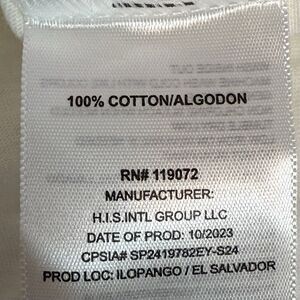 100% COTTON/ALGODON
RN# 119072
MANUFACTURER:
H.I.S.INTL GROUP LLC
DATE OF PROD: 10/2023
CPSIA# SP2419782EY-S24
PROD LOC: ILOPANGO / EL SALVADOR